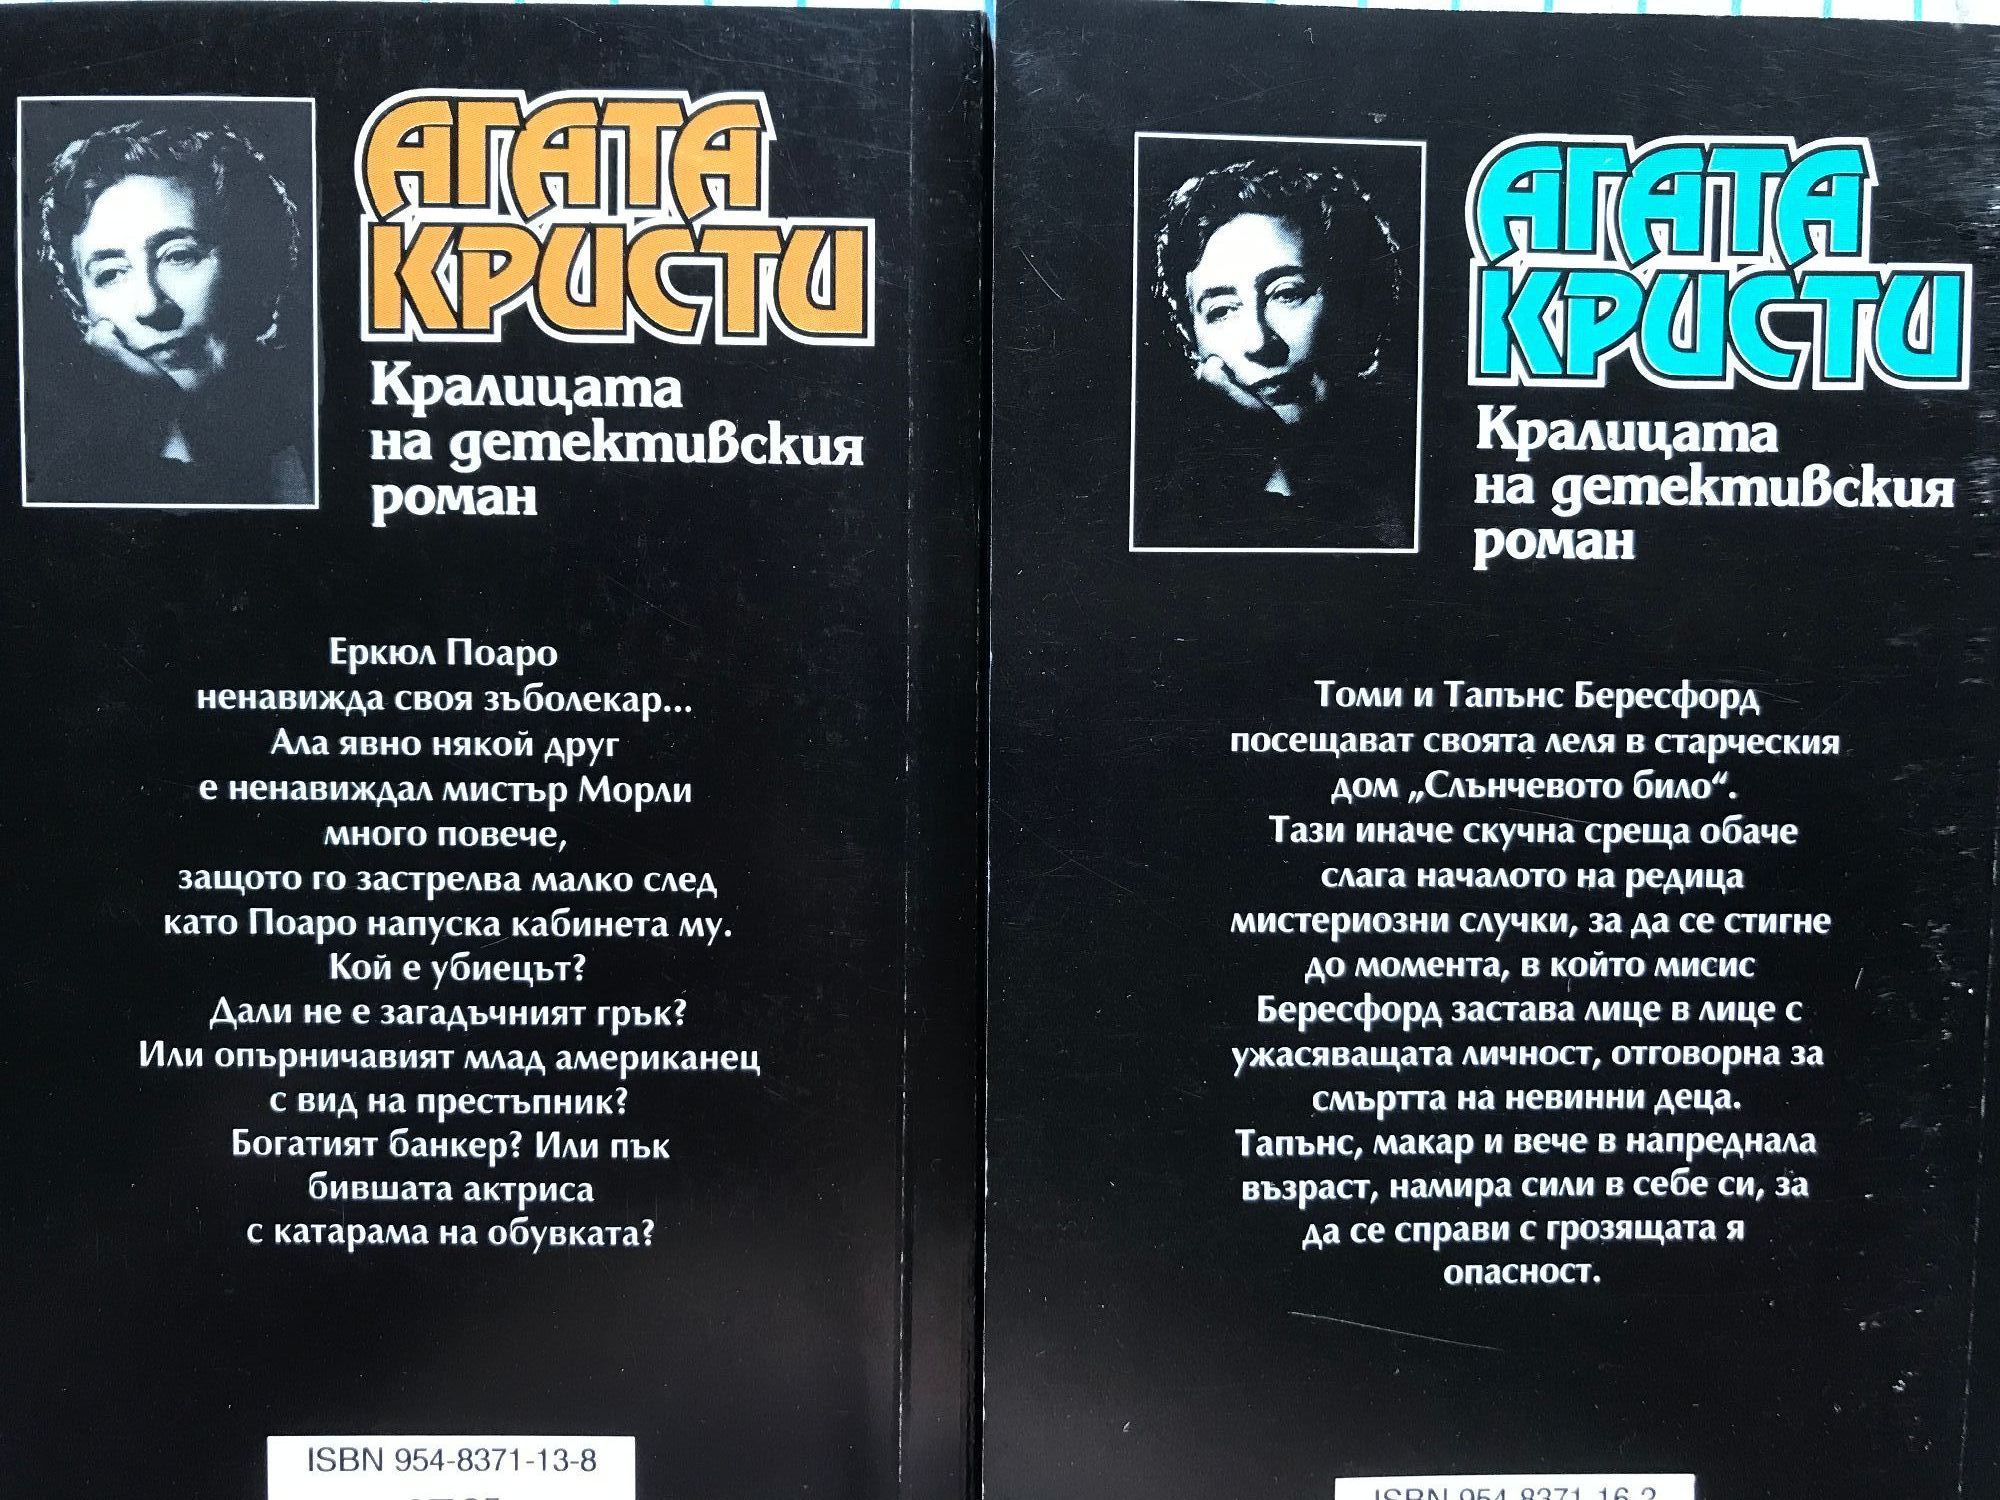 АГАТА
КРИСТИ
Кралицата
на детективския
роман
Еркюл Поаро
ненавижда своя зъболекар...
Ала явно някой друг
е ненавиждал мистър Морли
много повече,
защото го застрелва малко след
като Поаро напуска кабинета му.
Кой е убиецът?
Дали не е загадъчният грък?
Или опърничавият млад американец
с вид на престъпник?
Богатият банкер? Или пък
бившата актриса
с катарама на обувката?
ISBN 954-8371-13-8
АГАТА
КРИСТИ
Кралицата
на детективския
роман
Томи и Тапънс Бересфорд
посещават своята леля в старческия
дом „Слънчевото било“.
Тази иначе скучна среща обаче
слага началото на редица
мистериозни случки, за да се стигне
до момента, в който мисис
Бересфорд застава лице в лице с
ужасяващата личност, отговорна за
смъртта на невинни деца.
Тапънс, макар и вече в напреднала
възраст, намира сили в себе си, за
да се справи с грозящата я
опасност.
ISBN 954-8371-16-2